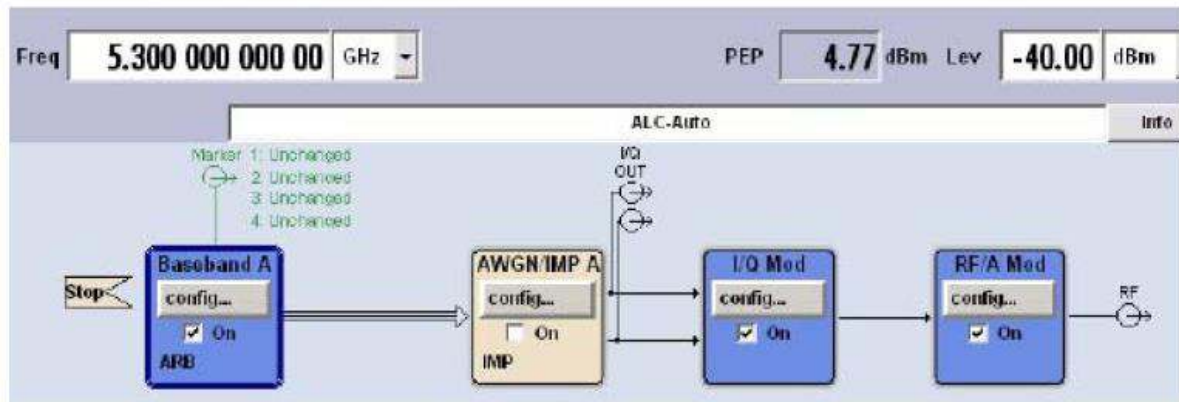 Freq 5.300 000 000 00 GHz PEP 4.77 dBm Lev -40.00 dBm
ALC-Auto Info
Marker 1: Unchanged
2: Unchanged
3: Unchanged
4: Unchanged
I/Q
OUT
Baseband A
config...
On
ARB
Stop
AWGN/IMP A
config...
On
IMP
I/Q Mod
config...
On
RF/A Mod
config...
On
RF